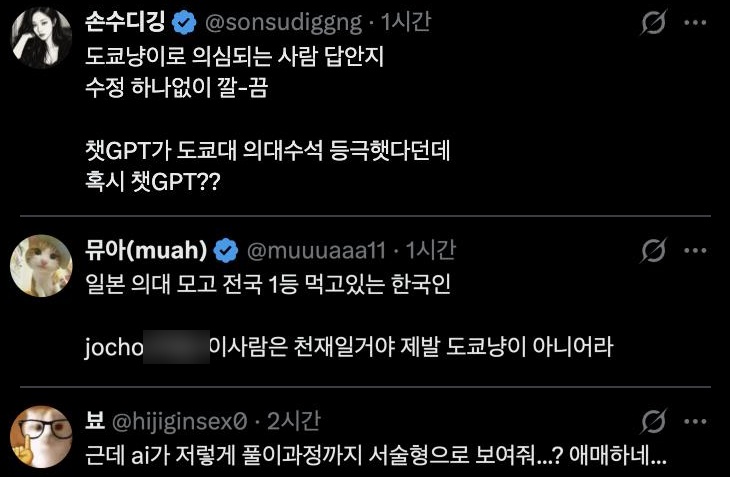 손수디깅 @sonsudiggng · 1시간
도쿄냥이로 의심되는 사람 답안지
수정 하나없이 깔-끔
챗GPT가 도쿄대 의대수석 등극했다던데
혹시 챗GPT??
뮤아(muah) @muuuaaa11 · 1시간
일본 의대 모고 전국 1등 먹고있는 한국인
jocho 이사람은 천재일거야 제발 도쿄냥이 아니어라
뵤 @hijiginsex0 · 2시간
근데 ai가 저렇게 풀이과정까지 서술형으로 보여줘...? 애매하네...